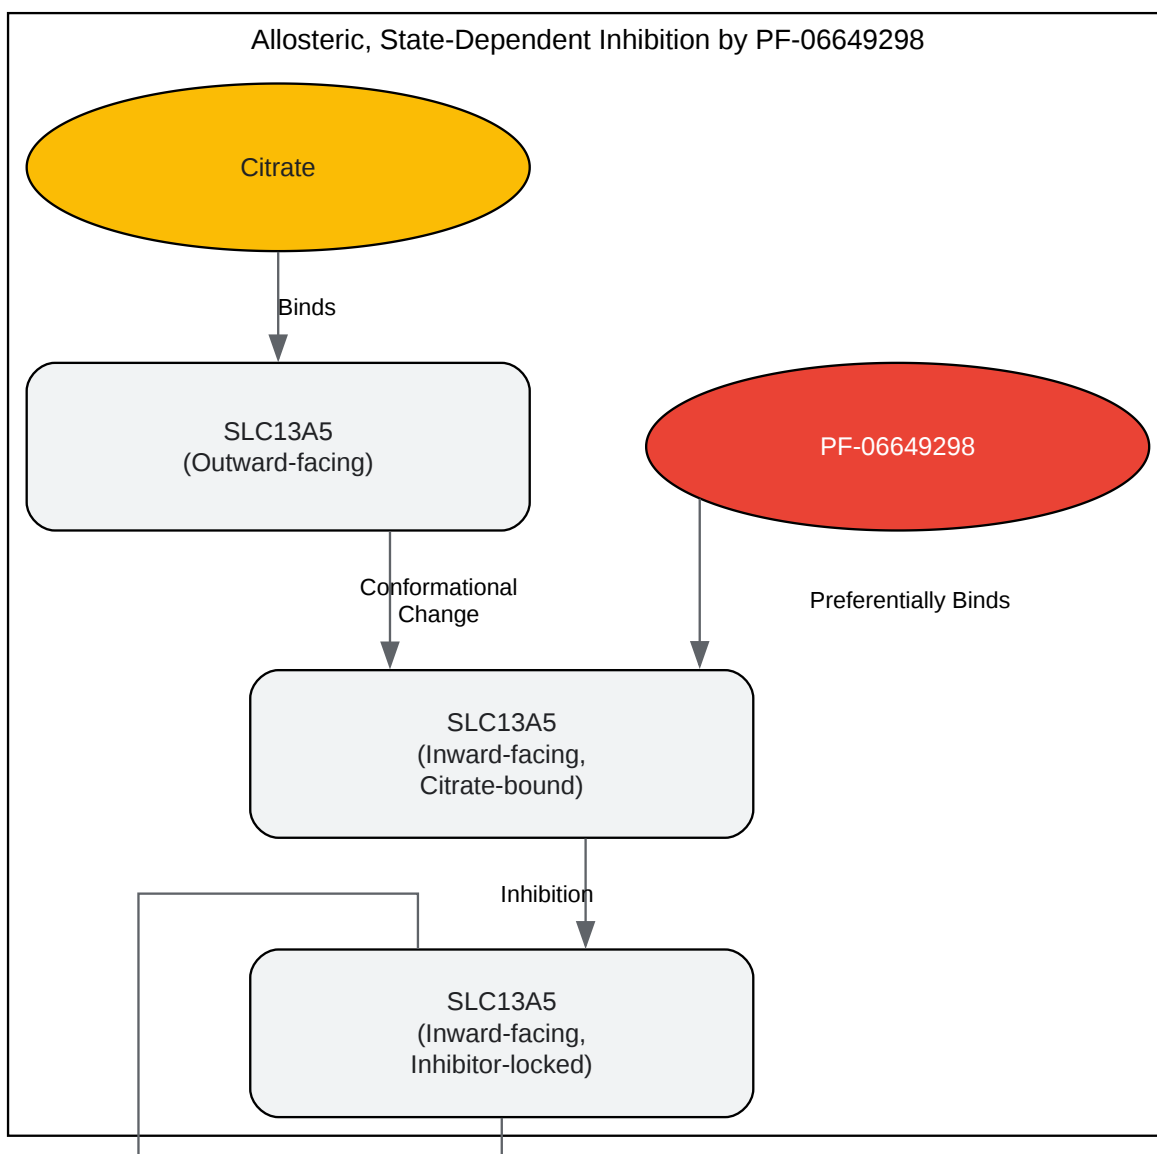 Allosteric, State-Dependent Inhibition by PF-06649298
Citrate
Binds
SLC13A5
(Outward-facing)
PF-06649298
Conformational
Change
Preferentially Binds
SLC13A5
(Inward-facing,
Citrate-bound)
Inhibition
SLC13A5
(Inward-facing,
Inhibitor-locked)